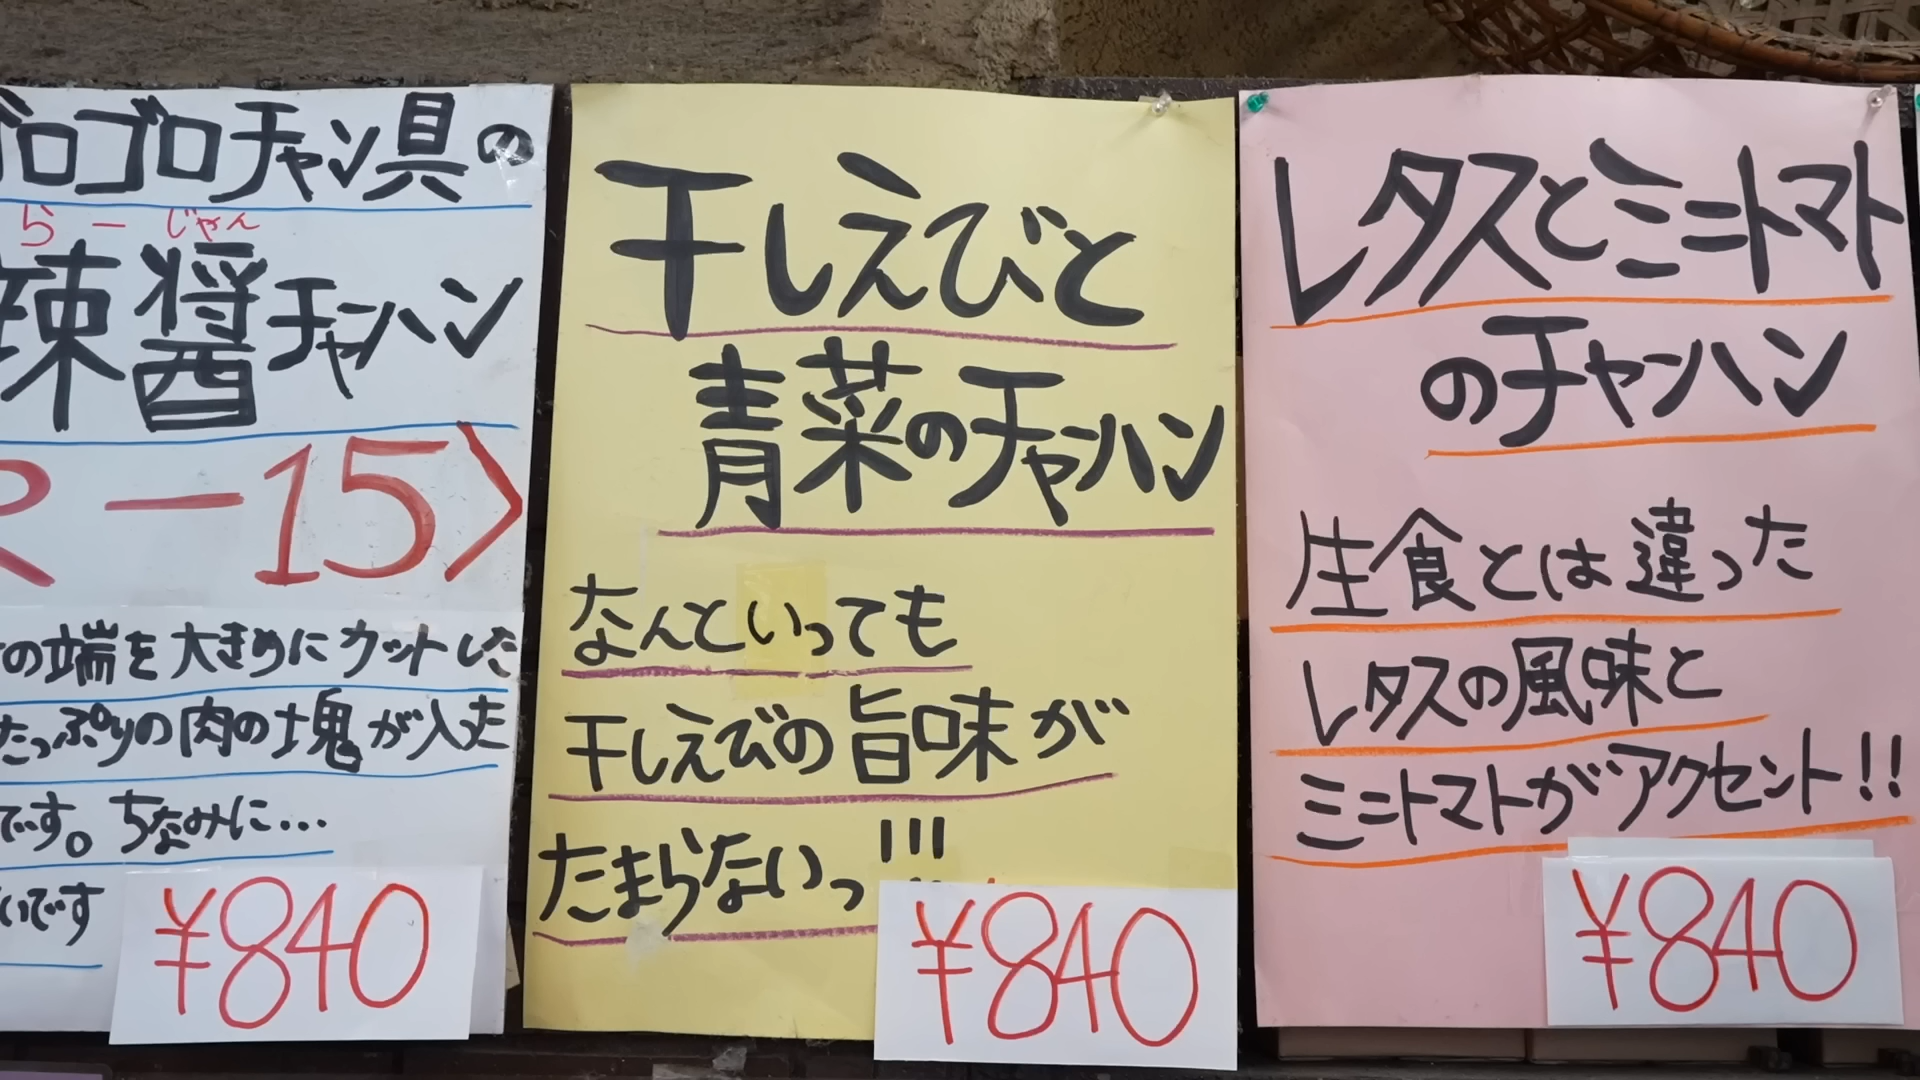 ゴロゴロチャン具の
らーじゃん
辣醤チャーハン
R-15>
の端を大きめにカットした
たっぷりの肉の塊が入丈
です。ちなみに…
いです
¥840
干しえびと
青菜のチャーハン
なんといっても
干しえびの旨味が
たまらないっ!!!
¥840
レタスとミニトマト
のチャーハン
生食とは違った
レタスの風味と
ミニトマトがアクセント!!
¥840